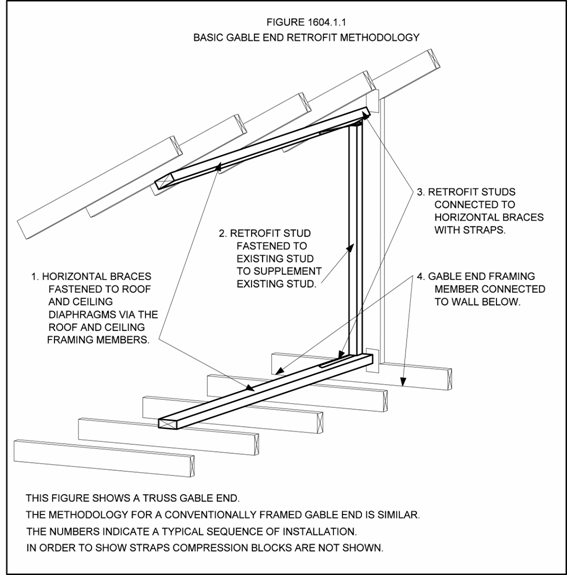 FIGURE 1604.1.1
BASIC GABLE END RETROFIT METHODOLOGY
3. RETROFIT STUDS
CONNECTED TO
HORIZONTAL BRACES
WITH STRAPS.
2. RETROFIT STUD
FASTENED TO
EXISTING STUD
TO SUPPLEMENT
EXISTING STUD.
1. HORIZONTAL BRACES
FASTENED TO ROOF
AND CEILING
DIAPHRAGMS VIA THE
ROOF AND CEILING
FRAMING MEMBERS.
4. GABLE END FRAMING
MEMBER CONNECTED
TO WALL BELOW.
THIS FIGURE SHOWS A TRUSS GABLE END.
THE METHODOLOGY FOR A CONVENTIONALLY FRAMED GABLE END IS SIMILAR.
THE NUMBERS INDICATE A TYPICAL SEQUENCE OF INSTALLATION.
IN ORDER TO SHOW STRAPS COMPRESSION BLOCKS ARE NOT SHOWN.